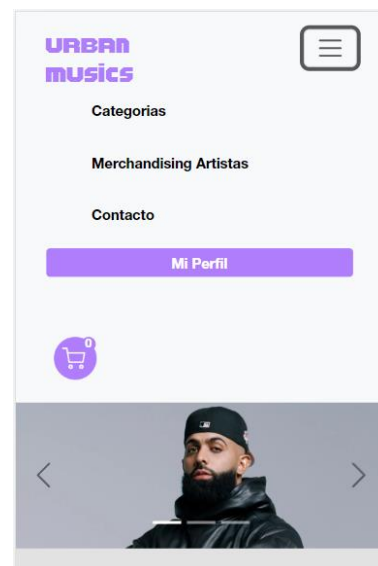 URBAN
musics
Categorias
Merchandising Artistas
Contacto
Mi Perfil
0